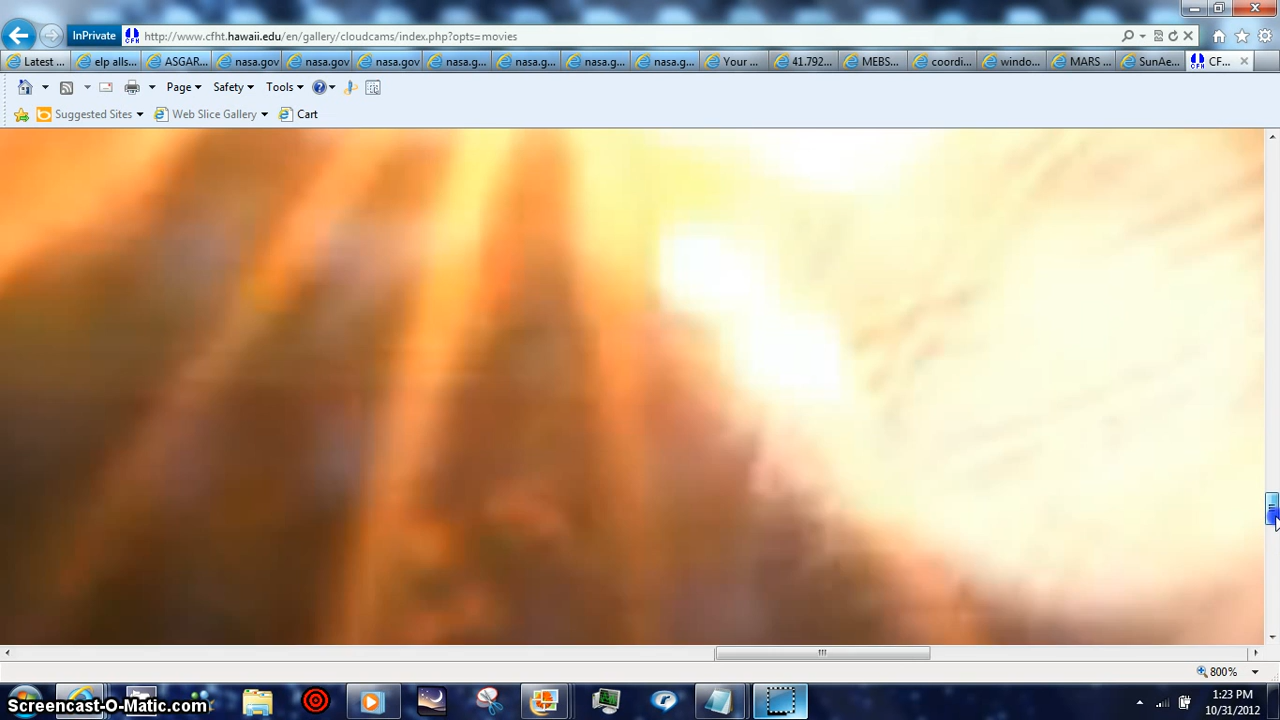 InPrivate
http://www.cfht.hawaii.edu/en/gallery/cloudcams/index.php?opts=movies
Latest ... elp alls... ASGAR... nasa.gov nasa.gov nasa.gov nasa.g... nasa.g... nasa.g... nasa.g... Your ... 41.792... MEBS... coordi... windo... MARS ... SunAe... CF...
Page Safety Tools
Suggested Sites Web Slice Gallery Cart
800%
Screencast-O-Matic.com
1:23 PM
10/31/2012